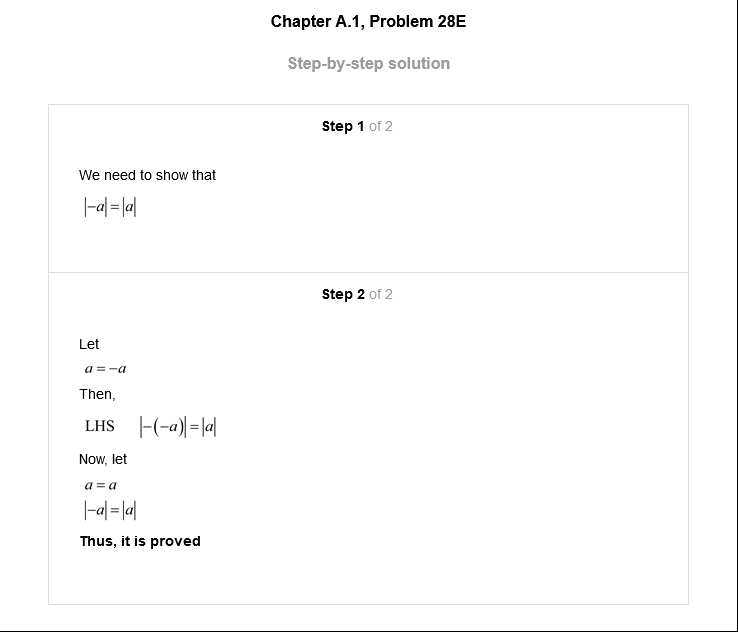 Chapter A.1, Problem 28E
Step-by-step solution
Step 1 of 2
We need to show that
|−a|=|a|
Step 2 of 2
Let
a=−a
Then,
LHS |−(−a)|=|a|
Now, let
a=a
|−a|=|a|
Thus, it is proved